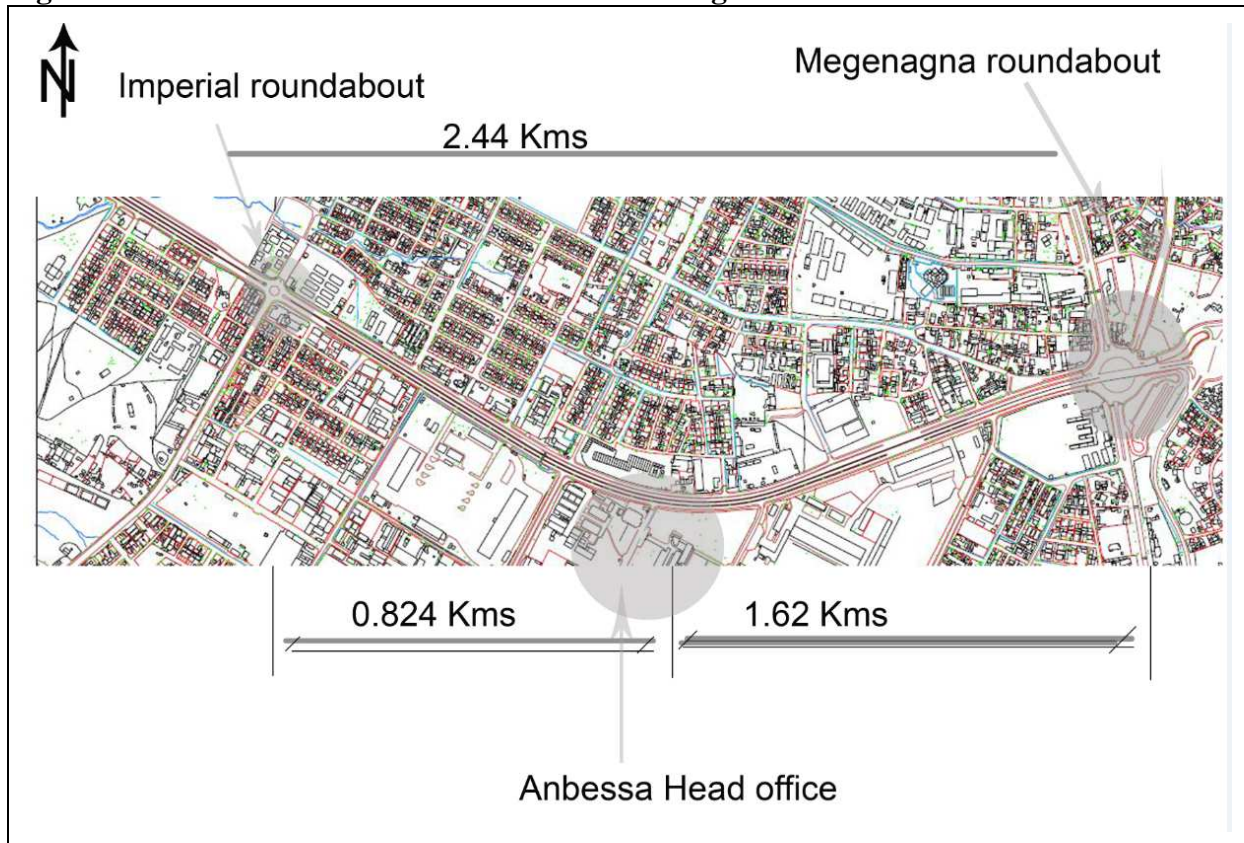 N
Imperial roundabout
Megenagna roundabout
2.44 Kms
0.824 Kms
1.62 Kms
Anbessa Head office